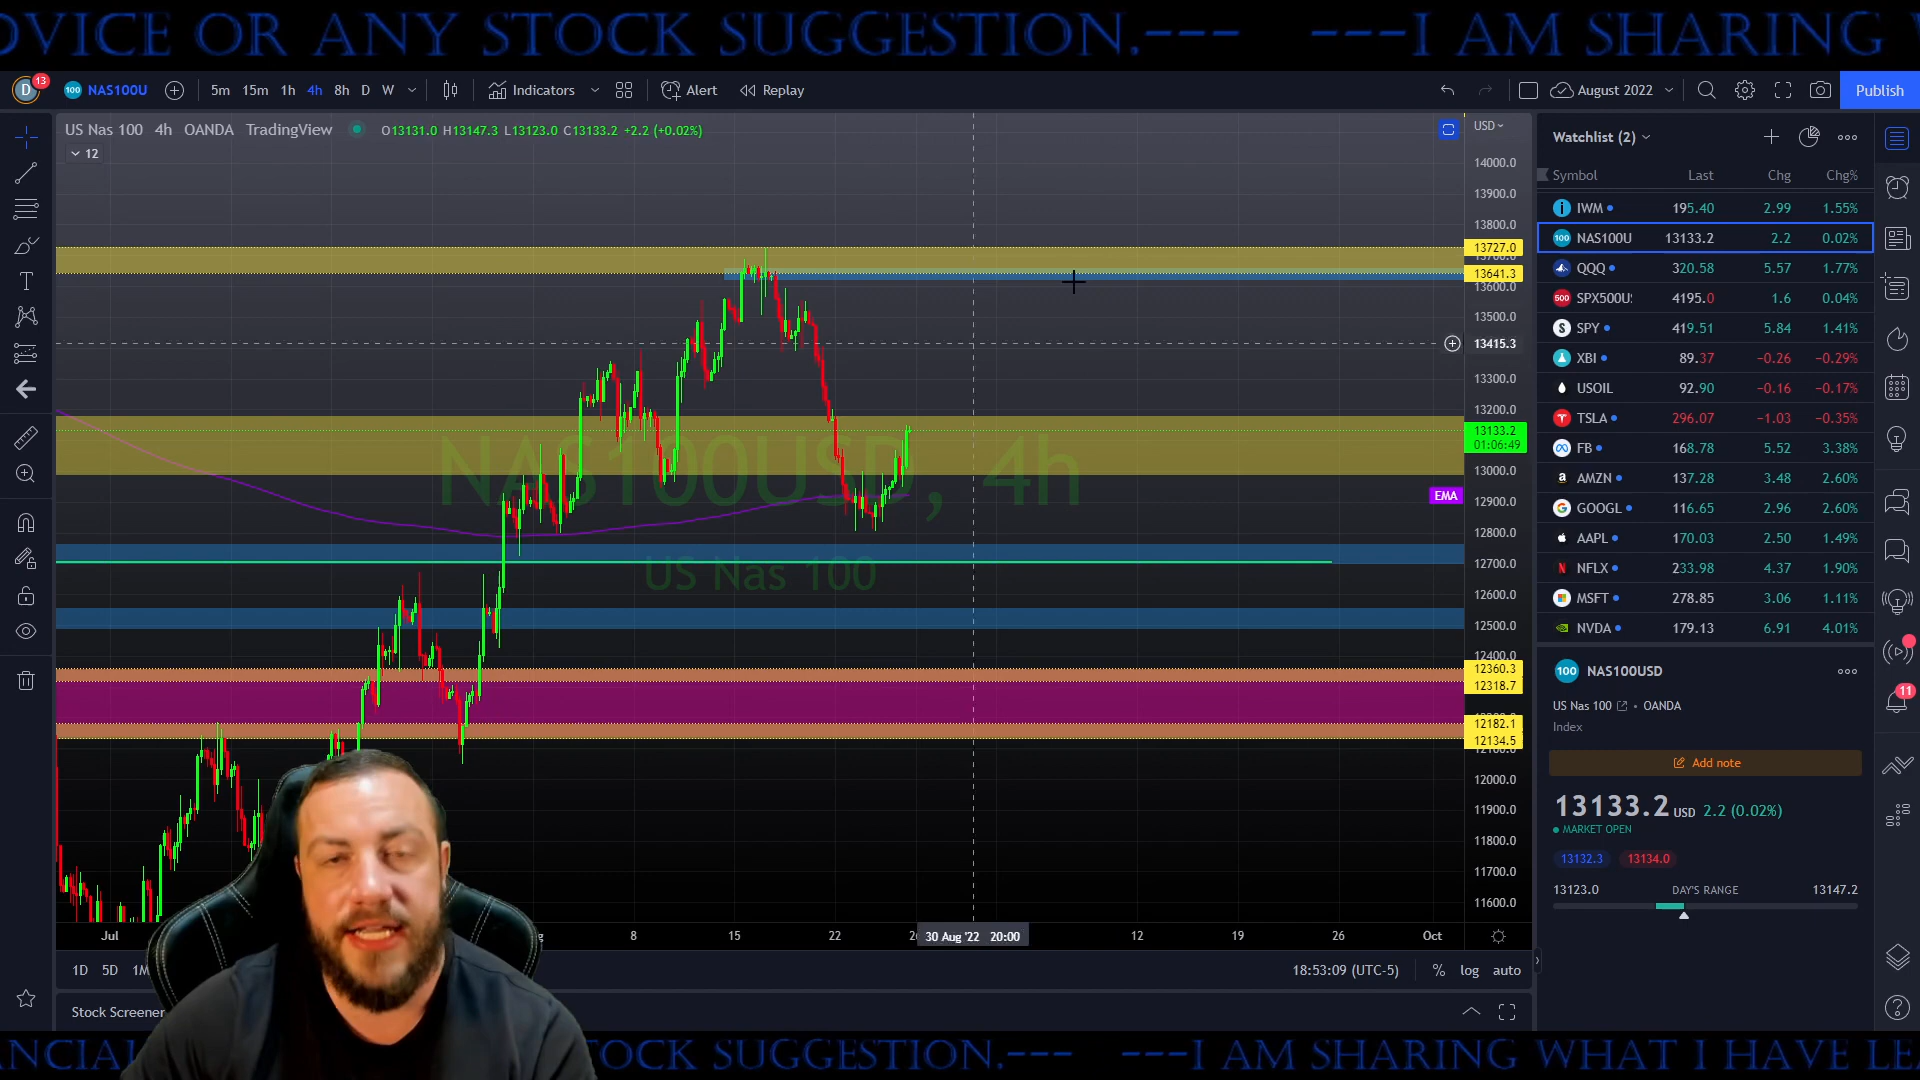 DVICE OR ANY STOCK SUGGESTION.--- ---I AM SHARING
D 13 100 NAS100U 5m 15m 1h 4h 8h D W Indicators Alert Replay August 2022 Publish
US Nas 100 4h OANDA TradingView O13131.0 H13147.3 L13123.0 C13133.2 +2.2 (+0.02%)
12
USD
14000.0
13900.0
13800.0
13727.0
13700.0
13641.3
13600.0
13500.0
13415.3
13300.0
13200.0
13133.2
01:06:49
13000.0
EMA
12900.0
12800.0
12700.0
12600.0
12500.0
12400.0
12360.3
12318.7
12182.1
12134.5
12100.0
12000.0
11900.0
11800.0
11700.0
11600.0
NAS100USD, 4h
US Nas 100
Jul 8 15 22 30 Aug '22 20:00 12 19 26 Oct
1D 5D 1M 18:53:09 (UTC-5) % log auto
Stock Screener
Watchlist (2)
Symbol Last Chg Chg%
IWM 195.40 2.99 1.55%
100 NAS100U 13133.2 2.2 0.02%
QQQ 320.58 5.57 1.77%
500 SPX500U 4195.0 1.6 0.04%
S SPY 419.51 5.84 1.41%
XBI 89.37 −0.26 −0.29%
USOIL 92.90 −0.16 −0.17%
TSLA 296.07 −1.03 −0.35%
FB 168.78 5.52 3.38%
a AMZN 137.28 3.48 2.60%
G GOOGL 116.65 2.96 2.60%
AAPL 170.03 2.50 1.49%
N NFLX 233.98 4.37 1.90%
MSFT 278.85 3.06 1.11%
NVDA 179.13 6.91 4.01%
100 NAS100USD
US Nas 100 • OANDA
Index
Add note
13133.2 USD 2.2 (0.02%)
MARKET OPEN
13132.3 13134.0
13123.0 DAY'S RANGE 13147.2
11
NCIAL STOCK SUGGESTION.--- ---I AM SHARING WHAT I HAVE LE